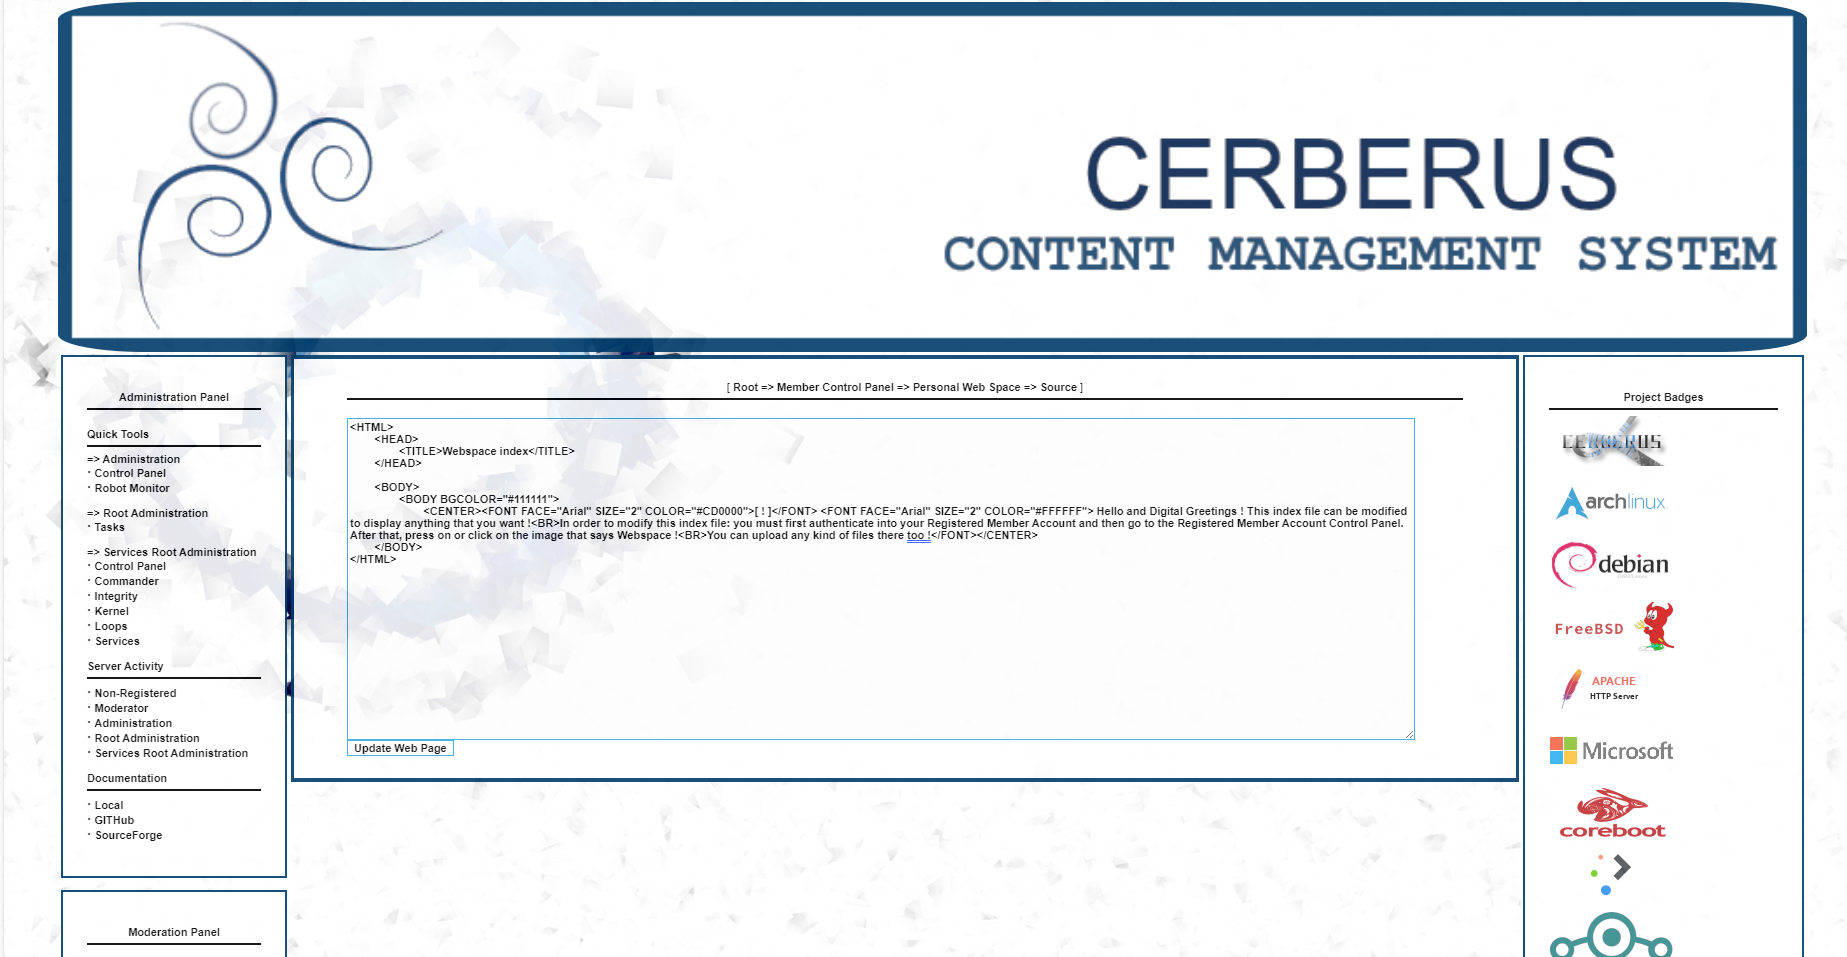 CERBERUS
CONTENT MANAGEMENT SYSTEM
Administration Panel
Quick Tools
=> Administration
· Control Panel
· Robot Monitor
=> Root Administration
· Tasks
=> Services Root Administration
· Control Panel
· Commander
· Integrity
· Kernel
· Loops
· Services
Server Activity
· Non-Registered
· Moderator
· Administration
· Root Administration
· Services Root Administration
Documentation
· Local
· GITHub
· SourceForge
Moderation Panel
[ Root => Member Control Panel => Personal Web Space => Source ]
<HTML>
<HEAD>
<TITLE>Webspace index</TITLE>
</HEAD>
<BODY>
<BODY BGCOLOR="#111111">
<CENTER><FONT FACE="Arial" SIZE="2" COLOR="#CD0000">[ ! ]</FONT> <FONT FACE="Arial" SIZE="2" COLOR="#FFFFFF"> Hello and Digital Greetings ! This index file can be modified
to display anything that you want !<BR>In order to modify this index file: you must first authenticate into your Registered Member Account and then go to the Registered Member Account Control Panel.
After that, press on or click on the image that says Webspace !<BR>You can upload any kind of files there too !</FONT></CENTER>
</BODY>
</HTML>
Update Web Page
Project Badges
CERBERUS
archlinux
debian
FreeBSD
APACHE
HTTP Server
Microsoft
coreboot